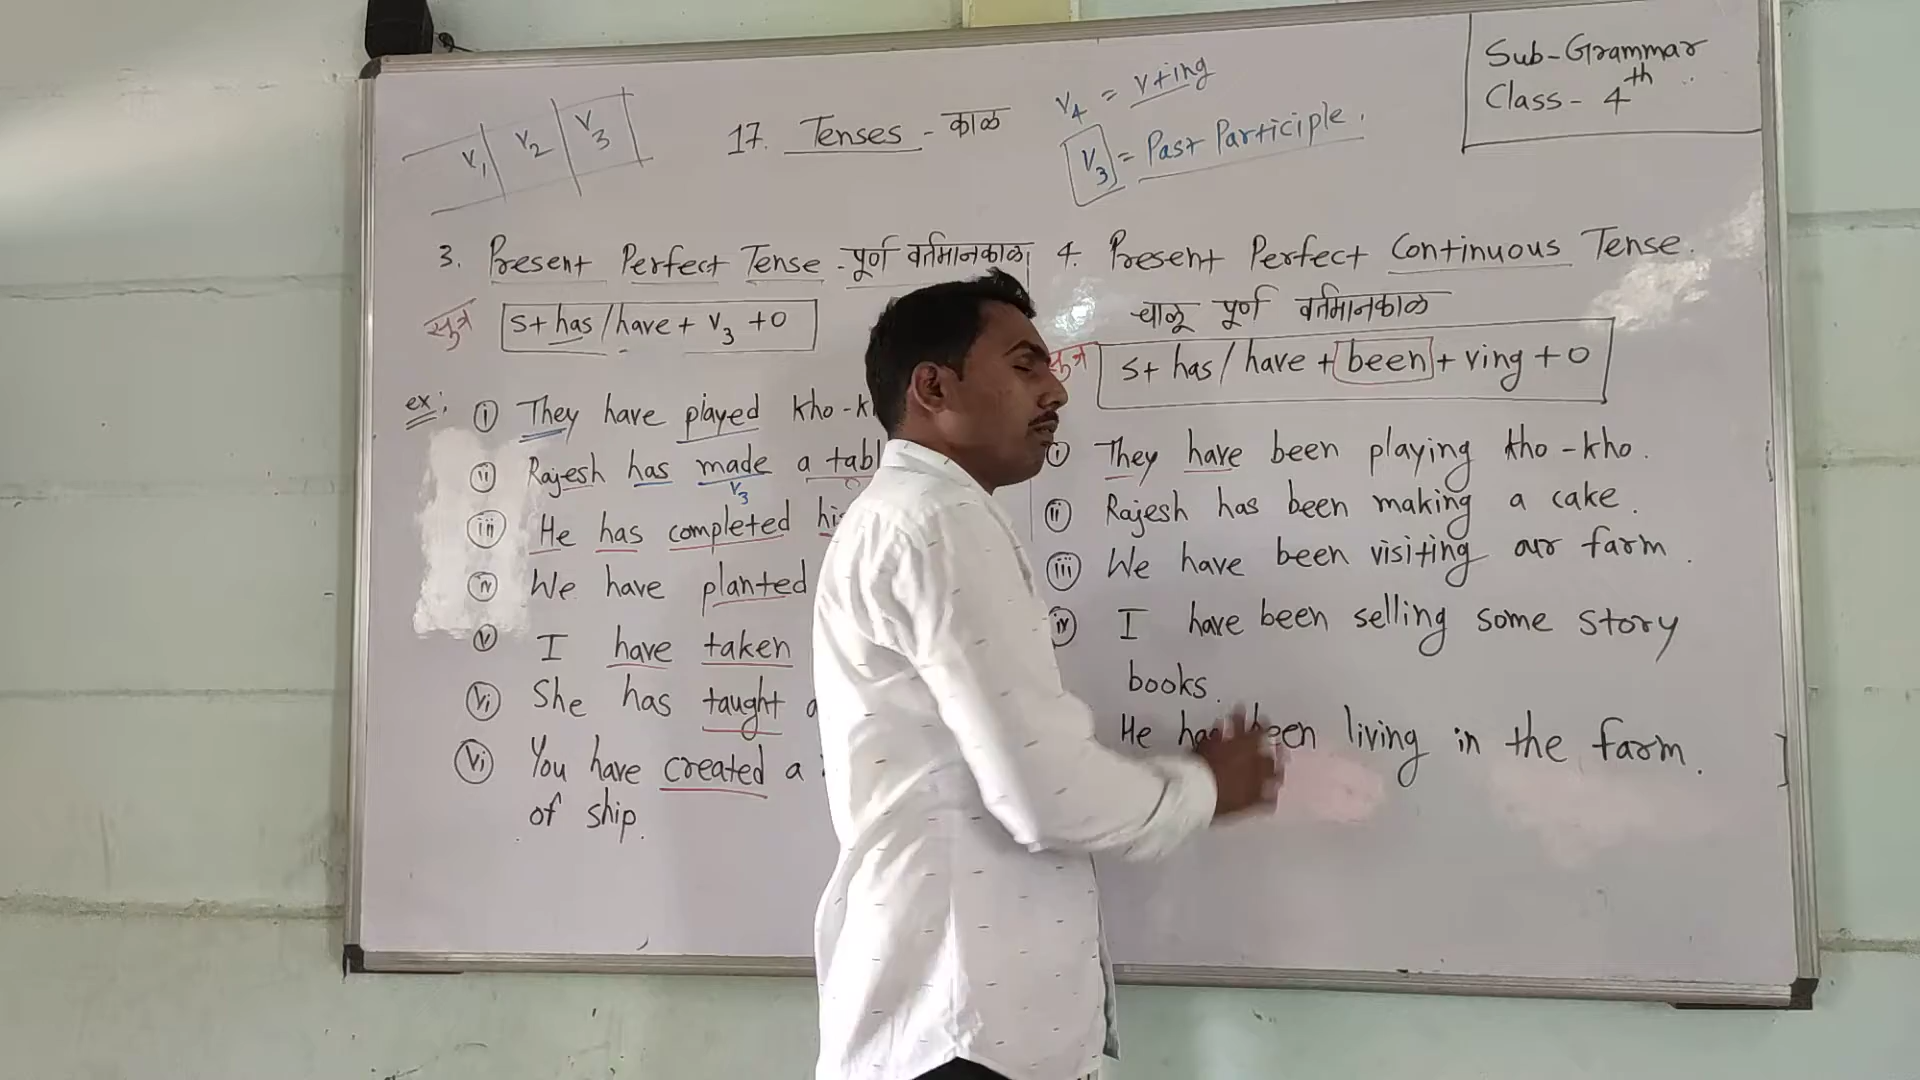 Sub-Grammar
Class- 4th
V1 V2 V3
17. Tenses - काळ
V4 = V+ing
V3 = Past Participle.
3. Present Perfect Tense - पूर्ण वर्तमानकाळ
सूत्र S+ has/have + V3 +O
ex:
(i) They have played
(ii) Rajesh has made a
V3
(iii) He has completed
(iv) We have planted
(v) I have taken
(vi) She has taught
(vi) You have created a
of ship.
4. Present Perfect Continuous Tense.
चालू पूर्ण वर्तमानकाळ
सूत्र S+ has/have + been + ving + O
(i) They have been playing kho-kho.
(ii) Rajesh has been making a cake.
(iii) We have been visiting our farm.
(iv) I have been selling some story
books.
He has been living in the farm.